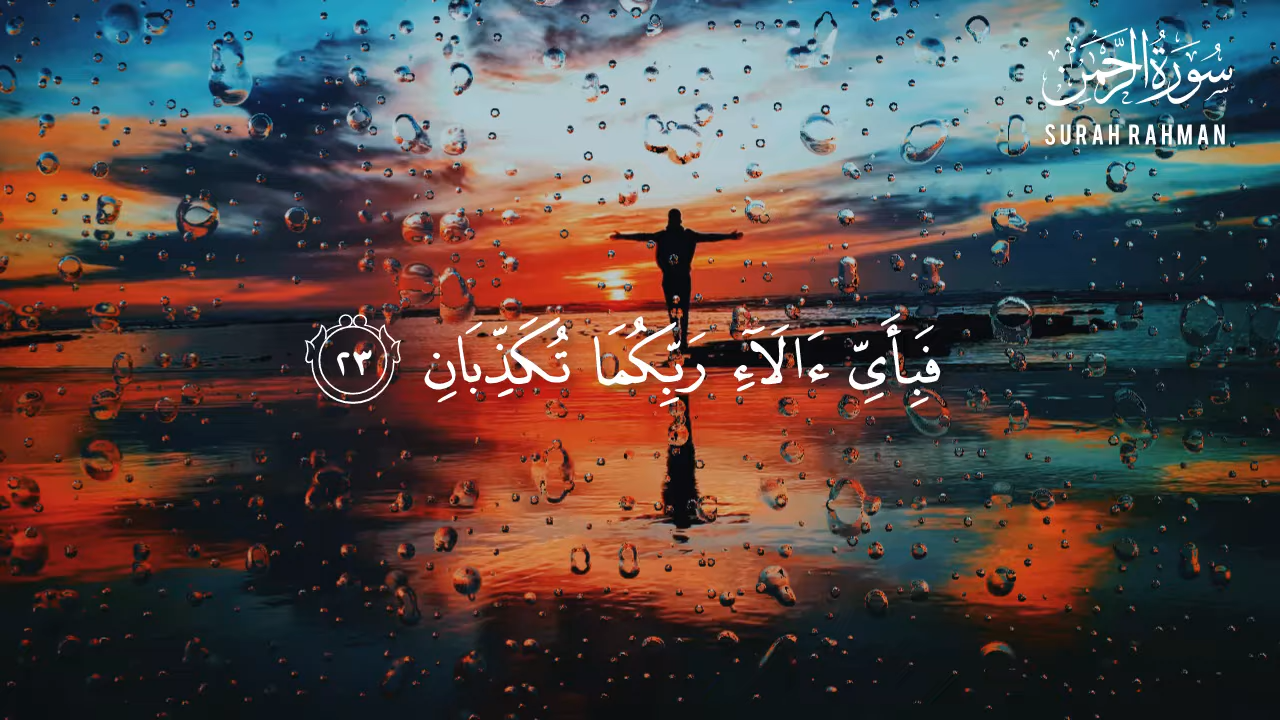 سُورَةُ الرَّحْمَٰن
SURAH RAHMAN
فَبِأَيِّ ءَالَآءِ رَبِّكُمَا تُكَذِّبَانِ ٢٣